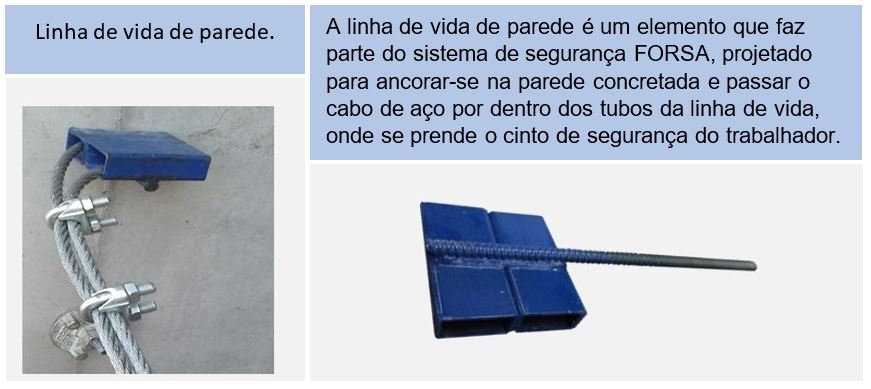 Linha de vida de parede.
A linha de vida de parede é um elemento que faz
parte do sistema de segurança FORSA, projetado
para ancorar-se na parede concretada e passar o
cabo de aço por dentro dos tubos da linha de vida,
onde se prende o cinto de segurança do trabalhador.